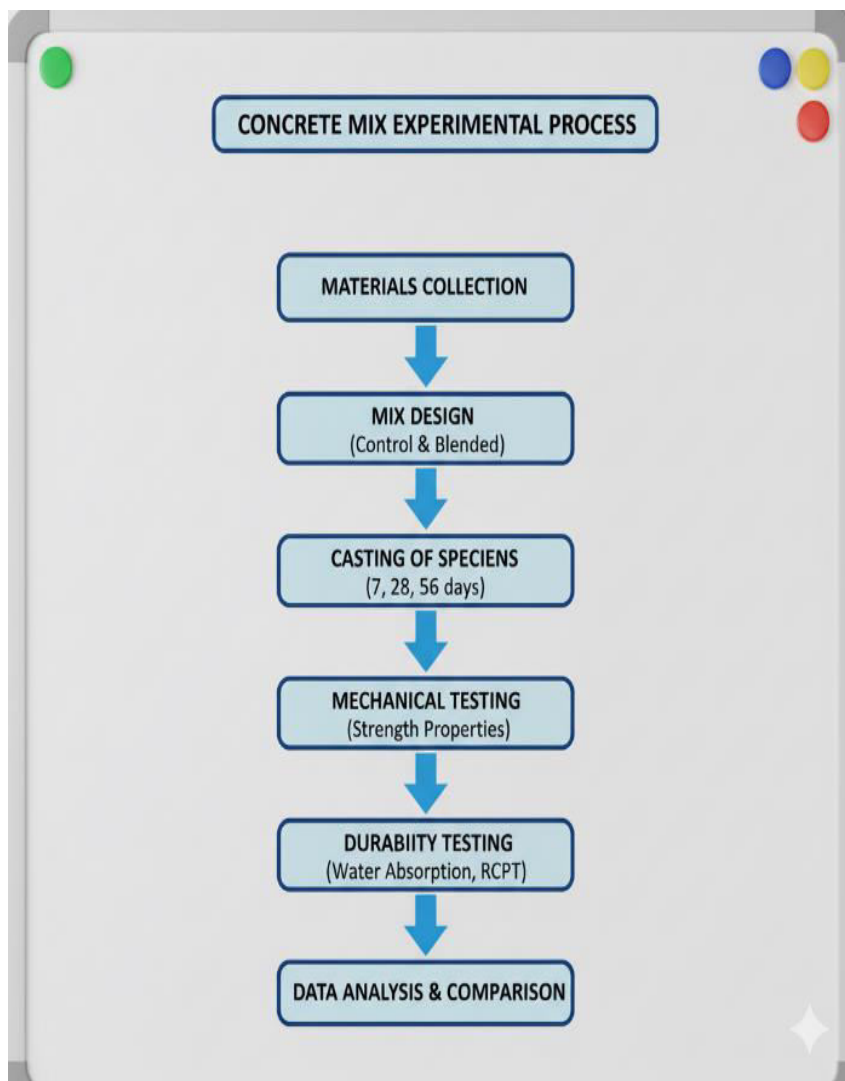 CONCRETE MIX EXPERIMENTAL PROCESS
MATERIALS COLLECTION
MIX DESIGN
(Control & Blended)
CASTING OF SPECIENS
(7, 28, 56 days)
MECHANICAL TESTING
(Strength Properties)
DURABIITY TESTING
(Water Absorption, RCPT)
DATA ANALYSIS & COMPARISON